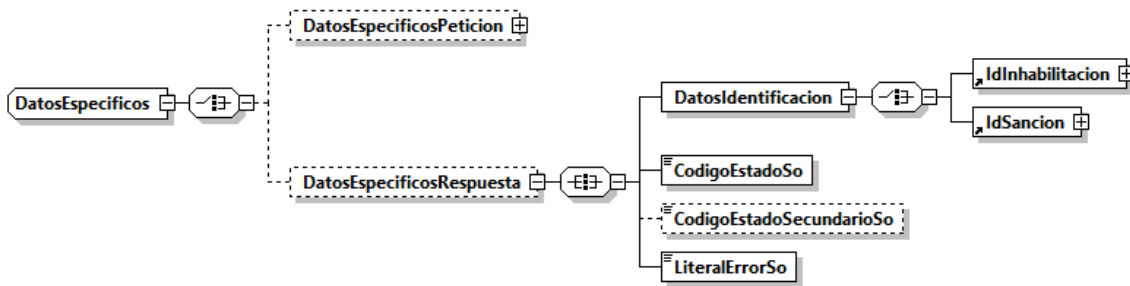 DatosEspecificosPeticion
DatosEspecificos
IdInhabilitacion
DatosIdentificacion
IdSancion
CodigoEstadoSo
DatosEspecificosRespuesta
CodigoEstadoSecundarioSo
LiteralErrorSo